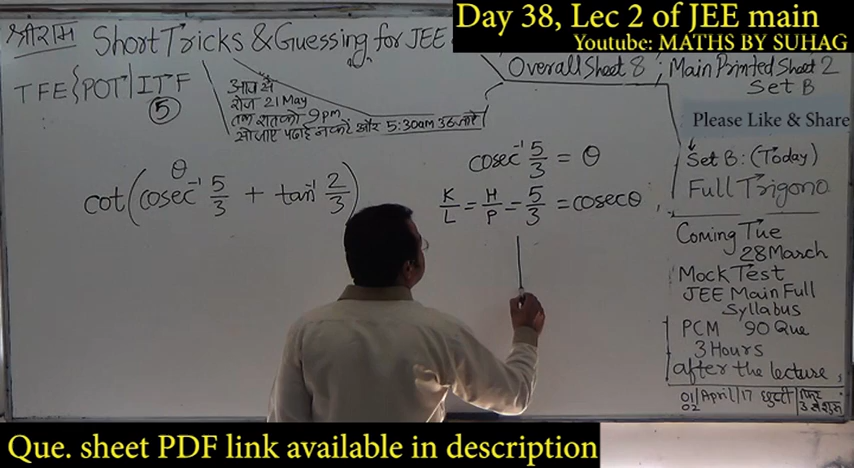 Day 38, Lec 2 of JEE main
Youtube: MATHS BY SUHAG
श्रीराम Short Tricks & Guessing for JEE
Overall Sheet 8
Main Printed Sheet 2
Set B
TFE{POT|ITF
5
आज से
रोज 21 May
तक रात को 9pm
सो जाए पढ़ाई न करें और 5:30am
Please Like & Share
Set B: (Today)
Full Trigono
θ
cot(cosec⁻¹ 5/3 + tan⁻¹ 2/3)
cosec⁻¹ 5/3 = θ
K/L = H/P = 5/3 = cosecθ
Coming Tue
28 March
Mock Test
JEE Main Full
Syllabus
PCM 90 Que
3 Hours
after the lecture
01/02 April/17 छुट्टी
Que. sheet PDF link available in description